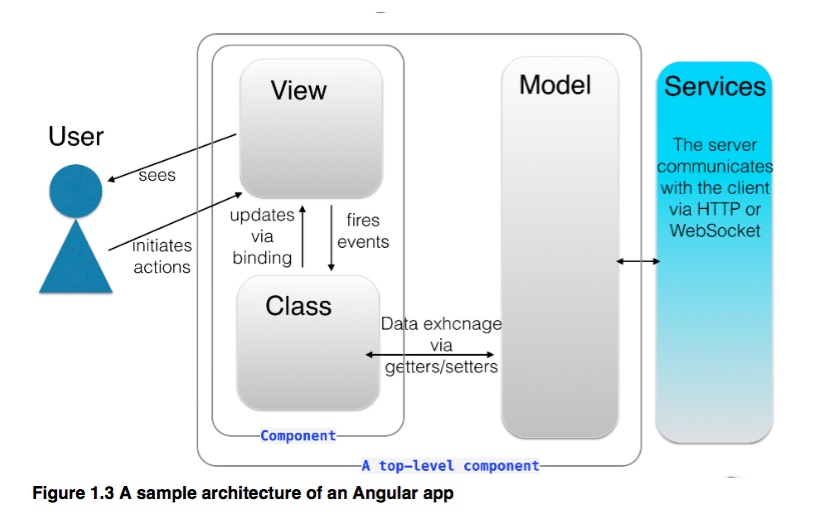 User
sees
initiates
actions
View
updates
via
binding
fires
events
Class
Data exhcnage
via
getters/setters
Component
Model
A top-level component
Services
The server
communicates
with the client
via HTTP or
WebSocket
Figure 1.3 A sample architecture of an Angular app